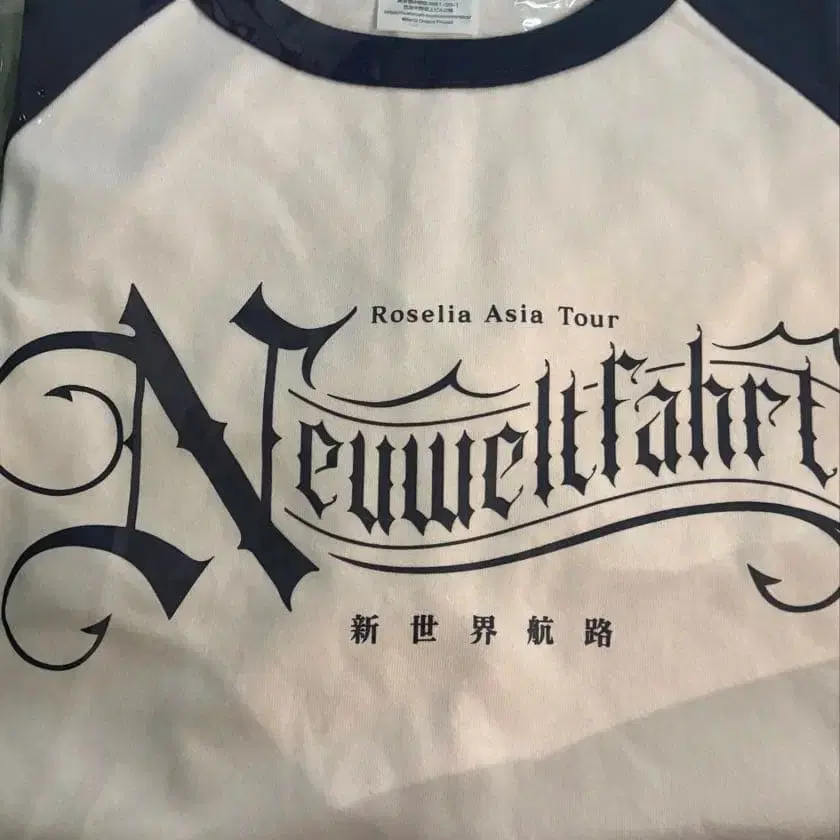 Roselia Asia Tour
Neuweltfahrt
新世界航路